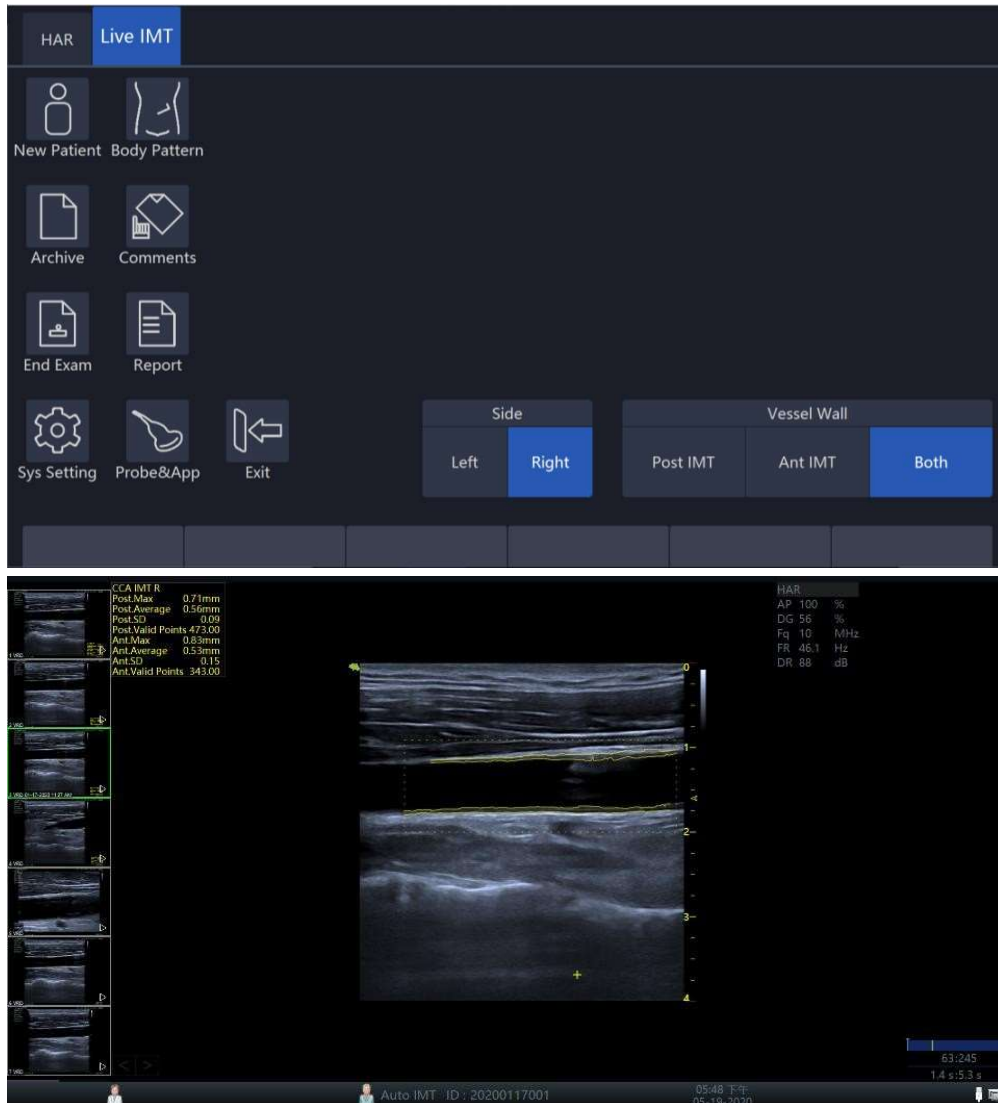 HAR Live IMT
New Patient Body Pattern
Archive Comments
End Exam Report
Side Vessel Wall
Left Right Post IMT Ant IMT Both
Sys Setting Probe&App Exit
CCA IMT R
Post.Max 0.71mm
Post.Average 0.56mm
Post.SD 0.09
Post.Valid Points 473.00
Ant.Max 0.83mm
Ant.Average 0.53mm
Ant.SD 0.15
Ant.Valid Points 343.00
HAR
AP 100 %
DG 56 %
Fq 10 MHz
FR 46.1 Hz
DR 88 dB
0
1
2
3
4
63:245
1.4 s:5.3 s
Auto IMT ID : 20200117001
05:48 下午
05-19-2020